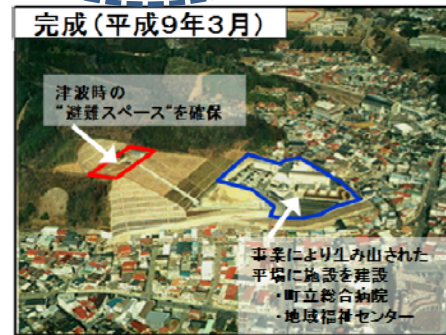 完成(平成9年3月)
津波時の
“避難スペース”を確保
事業により生み出された
平場に施設を建設
・町立総合病院
・地域福祉センター